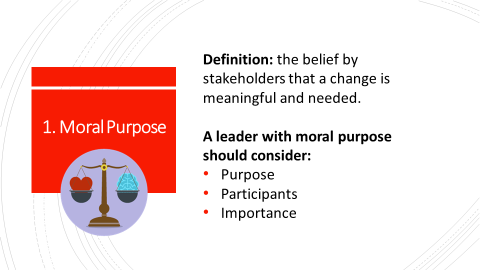 1. Moral Purpose
Definition: the belief by
stakeholders that a change is
meaningful and needed.
A leader with moral purpose
should consider:
• Purpose
• Participants
• Importance